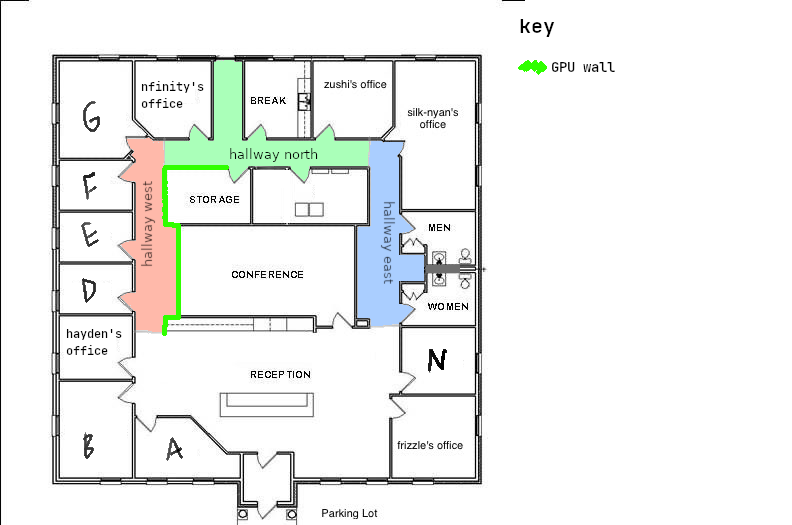 key
GPU wall
nfinity's
office
BREAK
zushi's office
silk-nyan's
office
G
hallway north
F
STORAGE
hallway west
hallway east
E
MEN
CONFERENCE
D
WOMEN
hayden's
office
RECEPTION
N
B
A
frizzle's office
Parking Lot